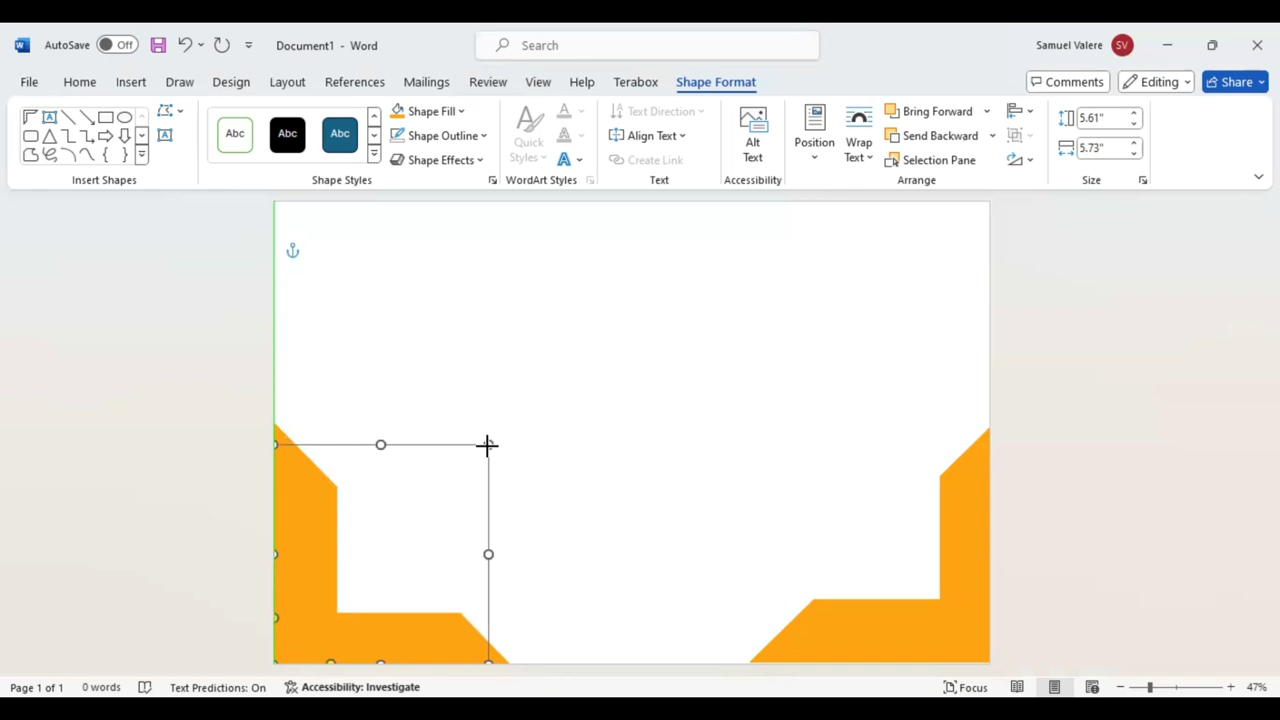 AutoSave Off Document1 - Word Search Samuel Valere SV
File Home Insert Draw Design Layout References Mailings Review View Help Terabox Shape Format Comments Editing Share
Abc Abc Abc
Shape Fill
Shape Outline
Shape Effects
Quick
Styles
Text Direction
Align Text
Create Link
Alt
Text
Position
Wrap
Text
Bring Forward
Send Backward
Selection Pane
5.61"
5.73"
Insert Shapes Shape Styles WordArt Styles Text Accessibility Arrange Size
Page 1 of 1 0 words Text Predictions: On Accessibility: Investigate Focus 47%